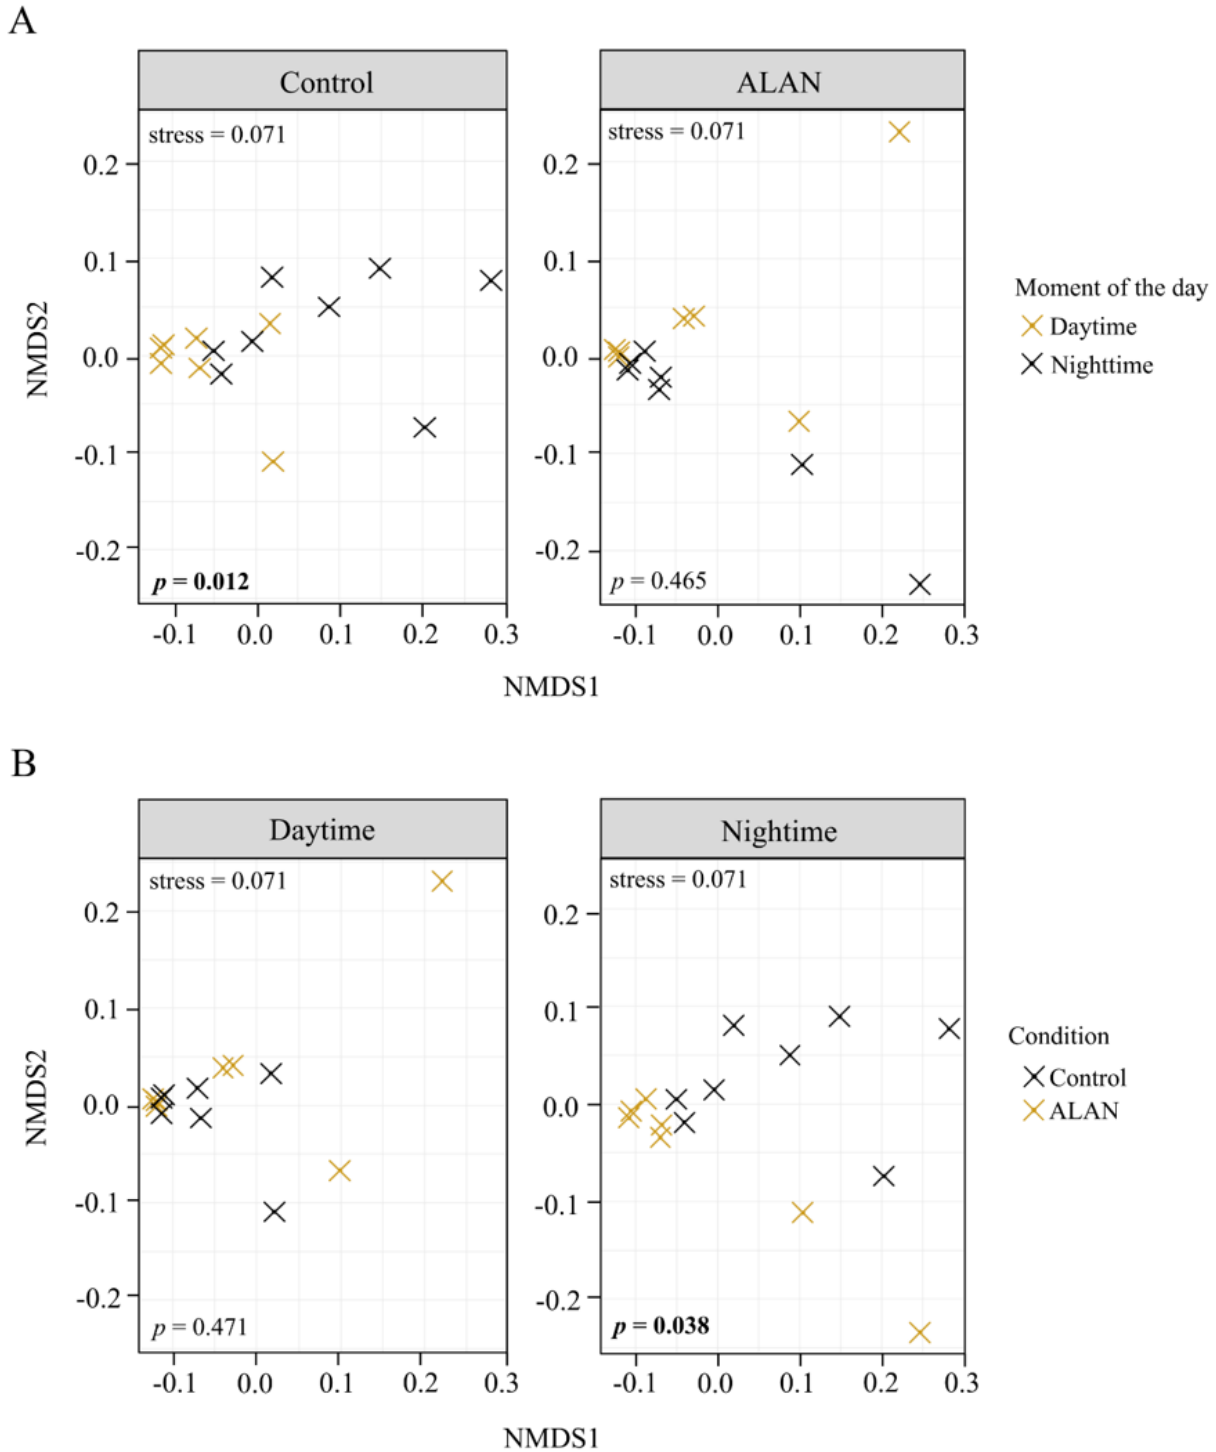 A
Control
ALAN
stress = 0.071
stress = 0.071
0.2
0.1
0.0
-0.1
-0.2
0.2
0.1
0.0
-0.1
-0.2
NMDS2
p = 0.012
p = 0.465
-0.1 0.0 0.1 0.2 0.3
-0.1 0.0 0.1 0.2 0.3
NMDS1
Moment of the day
Daytime
Nighttime
B
Daytime
Nightime
stress = 0.071
stress = 0.071
0.2
0.1
0.0
-0.1
-0.2
0.2
0.1
0.0
-0.1
-0.2
NMDS2
p = 0.471
p = 0.038
-0.1 0.0 0.1 0.2 0.3
-0.1 0.0 0.1 0.2 0.3
NMDS1
Condition
Control
ALAN